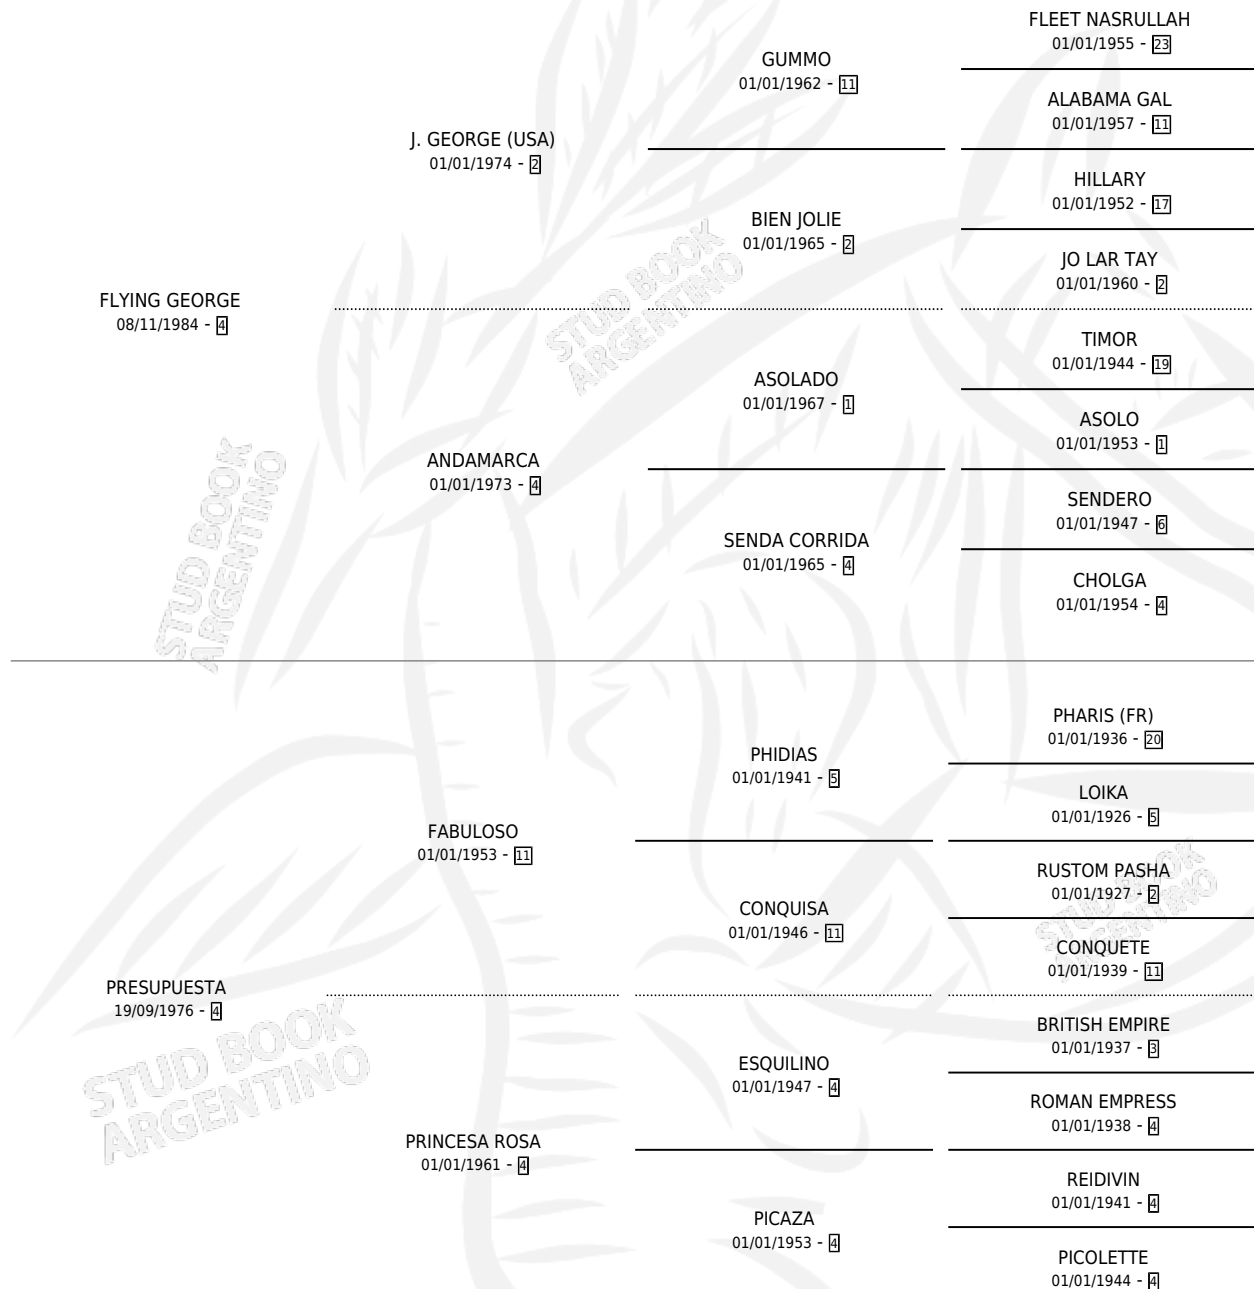 FLEET NASRULLAH
01/01/1955 - 23
GUMMO
01/01/1962 - 11
ALABAMA GAL
01/01/1957 - 11
J. GEORGE (USA)
01/01/1974 - 2
HILLARY
01/01/1952 - 17
BIEN JOLIE
01/01/1965 - 2
JO LAR TAY
01/01/1960 - 2
FLYING GEORGE
08/11/1984 - 4
TIMOR
01/01/1944 - 19
ASOLADO
01/01/1967 - 1
ASOLO
01/01/1953 - 1
ANDAMARCA
01/01/1973 - 4
SENDERO
01/01/1947 - 6
SENDA CORRIDA
01/01/1965 - 4
CHOLGA
01/01/1954 - 4
PHARIS (FR)
01/01/1936 - 20
PHIDIAS
01/01/1941 - 5
LOIKA
01/01/1926 - 5
FABULOSO
01/01/1953 - 11
RUSTOM PASHA
01/01/1927 - 2
CONQUISA
01/01/1946 - 11
CONQUETE
01/01/1939 - 11
PRESUPUESTA
19/09/1976 - 4
BRITISH EMPIRE
01/01/1937 - 3
ESQUILINO
01/01/1947 - 4
ROMAN EMPRESS
01/01/1938 - 4
PRINCESA ROSA
01/01/1961 - 4
REIDIVIN
01/01/1941 - 4
PICAZA
01/01/1953 - 4
PICOLETTE
01/01/1944 - 4
STUD BOOK
ARGENTINO
STUD BOOK
ARGENTINO
STUD BOOK
ARGENTINO
STUD BOOK
ARGENTINO